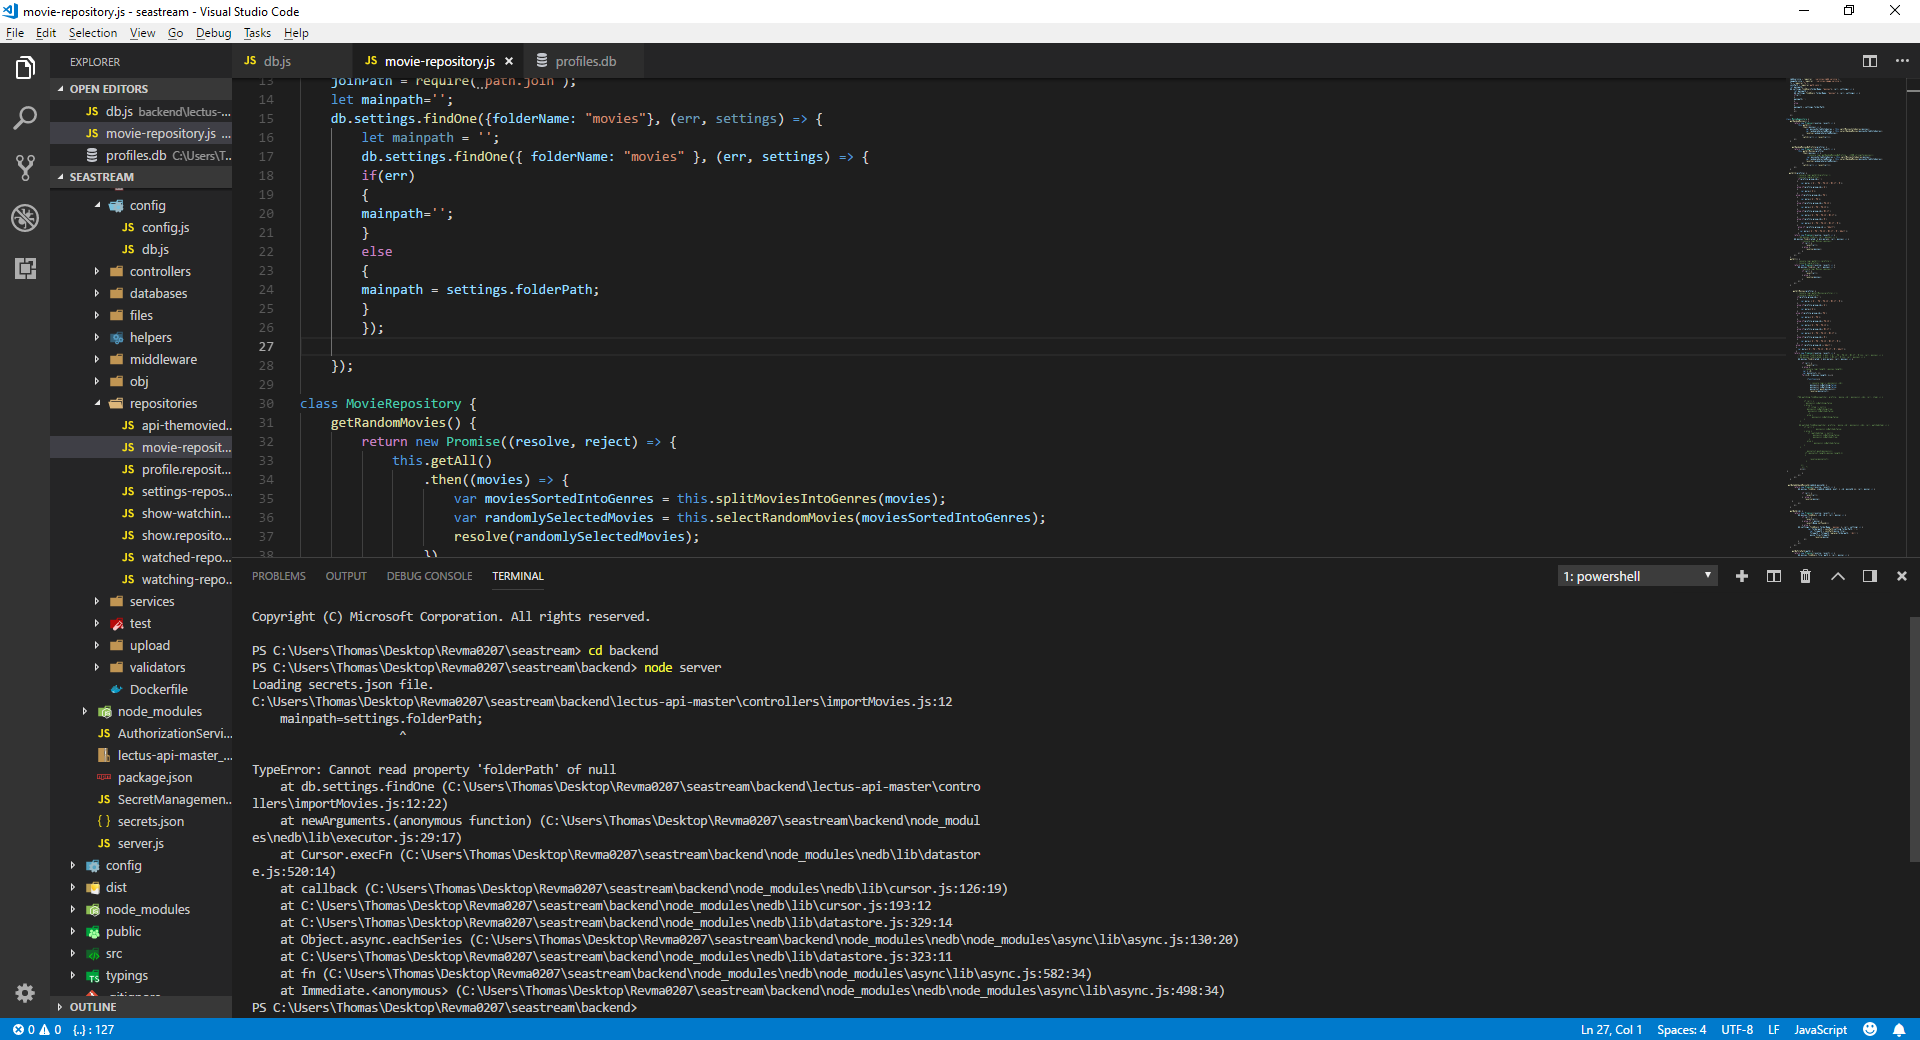 movie-repository.js - seastream - Visual Studio Code
File Edit Selection View Go Debug Tasks Help
EXPLORER
OPEN EDITORS
JS db.js backend\lectus-...
JS movie-repository.js ...
profiles.db C:\Users\T...
SEASTREAM
config
JS config.js
JS db.js
controllers
databases
files
helpers
middleware
obj
repositories
JS api-themovied...
JS movie-reposit...
JS profile.reposit...
JS settings-repos...
JS show-watchin...
JS show.reposito...
JS watched-repo...
JS watching-repo...
services
test
upload
validators
Dockerfile
node_modules
JS AuthorizationServi...
lectus-api-master_...
package.json
JS SecretManagemen...
{ } secrets.json
JS server.js
config
dist
node_modules
public
src
typings
.gitignore
OUTLINE
JS db.js
JS movie-repository.js ×
profiles.db
13 joinPath = require("path.join");
14 let mainpath='';
15 db.settings.findOne({folderName: "movies"}, (err, settings) => {
16 let mainpath = '';
17 db.settings.findOne({ folderName: "movies" }, (err, settings) => {
18 if(err)
19 {
20 mainpath='';
21 }
22 else
23 {
24 mainpath = settings.folderPath;
25 }
26 });
27
28 });
29
30 class MovieRepository {
31 getRandomMovies() {
32 return new Promise((resolve, reject) => {
33 this.getAll()
34 .then((movies) => {
35 var moviesSortedIntoGenres = this.splitMoviesIntoGenres(movies);
36 var randomlySelectedMovies = this.selectRandomMovies(moviesSortedIntoGenres);
37 resolve(randomlySelectedMovies);
38 })
PROBLEMS OUTPUT DEBUG CONSOLE TERMINAL
1: powershell
Copyright (C) Microsoft Corporation. All rights reserved.
PS C:\Users\Thomas\Desktop\Revma0207\seastream> cd backend
PS C:\Users\Thomas\Desktop\Revma0207\seastream\backend> node server
Loading secrets.json file.
C:\Users\Thomas\Desktop\Revma0207\seastream\backend\lectus-api-master\controllers\importMovies.js:12
mainpath=settings.folderPath;
^
TypeError: Cannot read property 'folderPath' of null
at db.settings.findOne (C:\Users\Thomas\Desktop\Revma0207\seastream\backend\lectus-api-master\contro
llers\importMovies.js:12:22)
at newArguments.(anonymous function) (C:\Users\Thomas\Desktop\Revma0207\seastream\backend\node_modul
es\nedb\lib\executor.js:29:17)
at Cursor.execFn (C:\Users\Thomas\Desktop\Revma0207\seastream\backend\node_modules\nedb\lib\datastor
e.js:520:14)
at callback (C:\Users\Thomas\Desktop\Revma0207\seastream\backend\node_modules\nedb\lib\cursor.js:126:19)
at C:\Users\Thomas\Desktop\Revma0207\seastream\backend\node_modules\nedb\lib\cursor.js:193:12
at C:\Users\Thomas\Desktop\Revma0207\seastream\backend\node_modules\nedb\lib\datastore.js:329:14
at Object.async.eachSeries (C:\Users\Thomas\Desktop\Revma0207\seastream\backend\node_modules\nedb\node_modules\async\lib\async.js:130:20)
at C:\Users\Thomas\Desktop\Revma0207\seastream\backend\node_modules\nedb\lib\datastore.js:323:11
at fn (C:\Users\Thomas\Desktop\Revma0207\seastream\backend\node_modules\nedb\node_modules\async\lib\async.js:582:34)
at Immediate.<anonymous> (C:\Users\Thomas\Desktop\Revma0207\seastream\backend\node_modules\nedb\node_modules\async\lib\async.js:498:34)
PS C:\Users\Thomas\Desktop\Revma0207\seastream\backend>
0 0 {..} : 127
Ln 27, Col 1 Spaces: 4 UTF-8 LF JavaScript